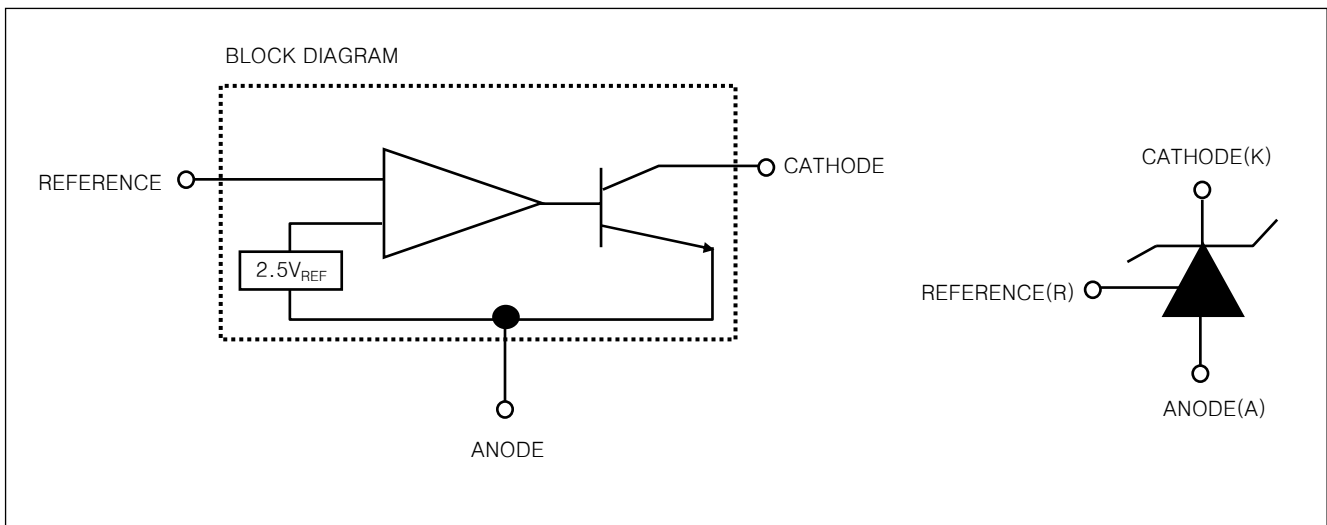 BLOCK DIAGRAM
REFERENCE
CATHODE
2.5VREF
ANODE
CATHODE(K)
REFERENCE(R)
ANODE(A)